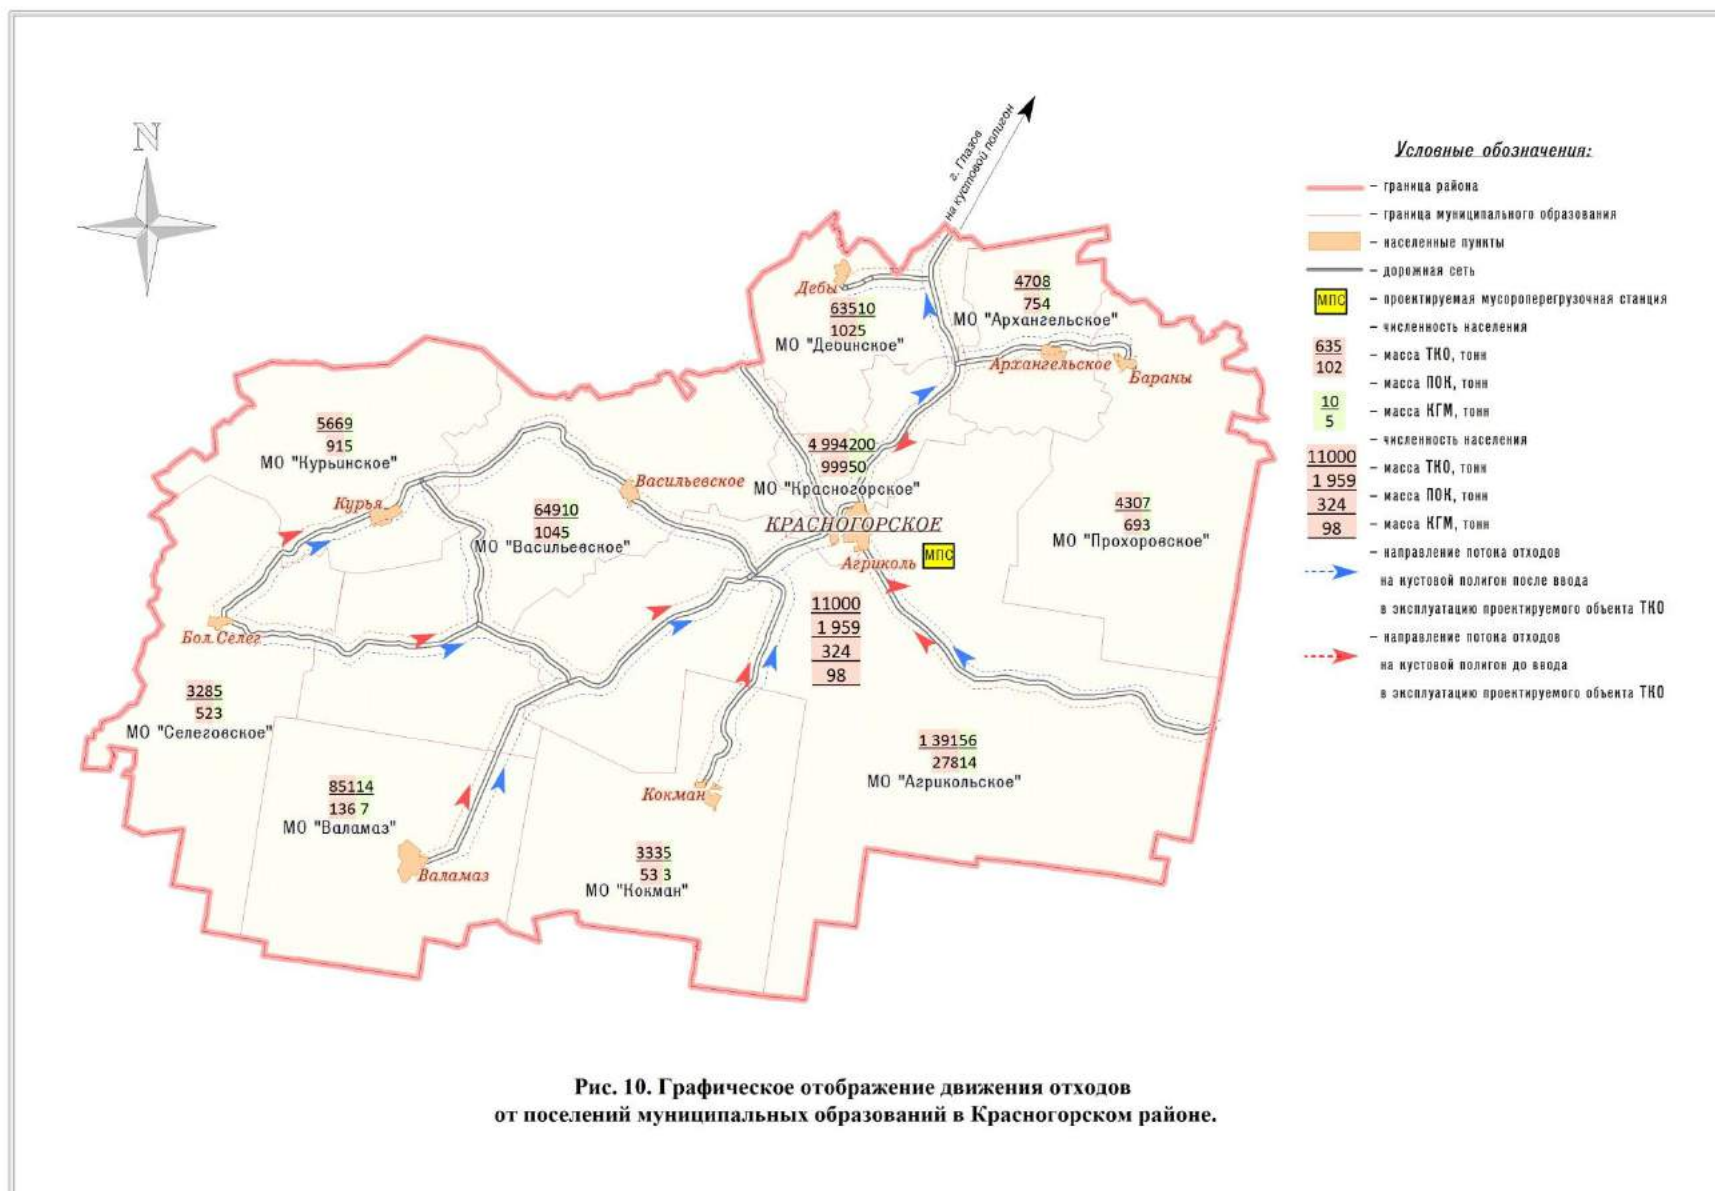 N
г. Глазов
на кустовой полигон
Условные обозначения:
– граница района
– граница муниципального образования
– населенные пункты
– дорожная сеть
МПС
– проектируемая мусороперегрузочная станция
– численность населения
635
102
– масса ТКО, тонн
– масса ПОК, тонн
10
5
– масса КГМ, тонн
– численность населения
11000
1 959
324
98
– масса ТКО, тонн
– масса ПОК, тонн
– масса КГМ, тонн
– направление потока отходов
на кустовой полигон после ввода
в эксплуатацию проектируемого объекта ТКО
– направление потока отходов
на кустовой полигон до ввода
в эксплуатацию проектируемого объекта ТКО
Дебы
63510
1025
МО "Дебинское"
4708
754
МО "Архангельское"
Архангельское
Бараны
5669
915
МО "Курьинское"
Курья
Васильевское
64910
1045
МО "Васильевское"
4 994200
99950
МО "Красногорское"
КРАСНОГОРСКОЕ
Агриколь
МПС
4307
693
МО "Прохоровское"
11000
1 959
324
98
Бол. Селег
3285
523
МО "Селеговское"
85114
136 7
МО "Валамаз"
Валамаз
Кокман
3335
53 3
МО "Кокман"
1 39156
27814
МО "Агрикольское"
Рис. 10. Графическое отображение движения отходов
от поселений муниципальных образований в Красногорском районе.